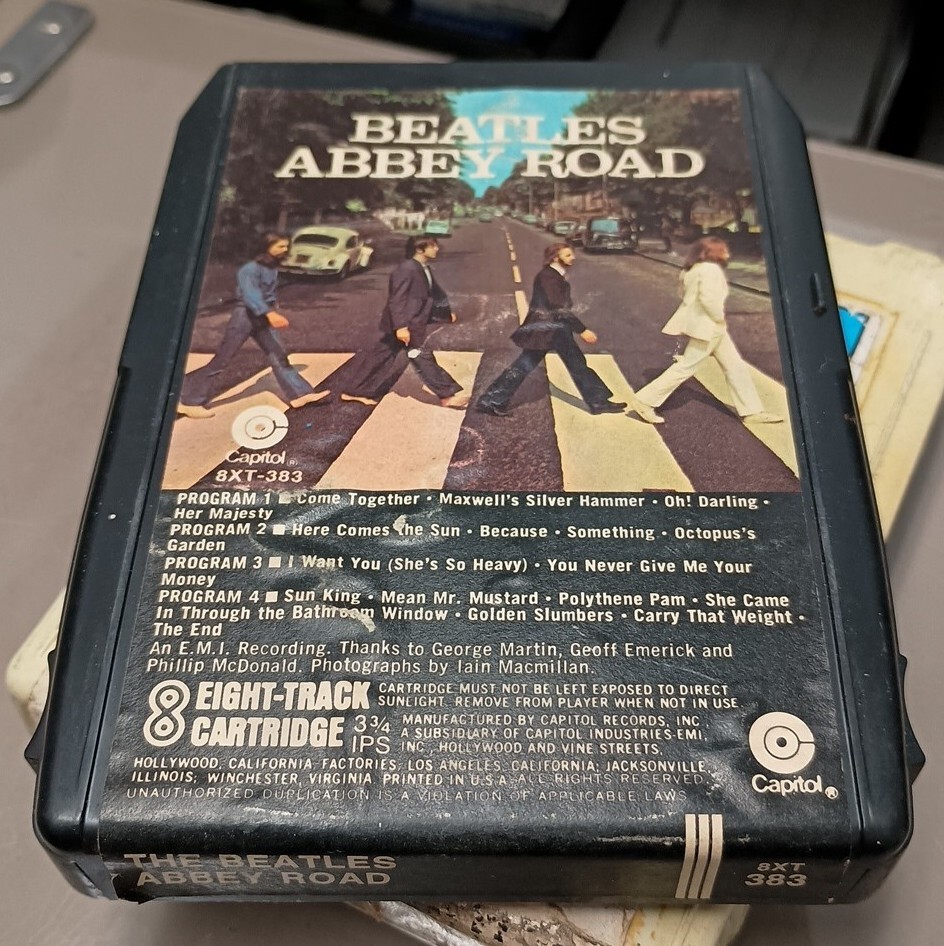 BEATLES
ABBEY ROAD
Capitol®
8XT-383
PROGRAM 1 ■ Come Together • Maxwell's Silver Hammer • Oh! Darling •
Her Majesty
PROGRAM 2 ■ Here Comes the Sun • Because • Something • Octopus's
Garden
PROGRAM 3 ■ I Want You (She's So Heavy) • You Never Give Me Your
Money
PROGRAM 4 ■ Sun King • Mean Mr. Mustard • Polythene Pam • She Came
In Through the Bathroom Window • Golden Slumbers • Carry That Weight •
The End
An E.M.I. Recording. Thanks to George Martin, Geoff Emerick and
Phillip McDonald. Photographs by Iain Macmillan.
8 EIGHT-TRACK
CARTRIDGE 3¾
IPS
CARTRIDGE MUST NOT BE LEFT EXPOSED TO DIRECT
SUNLIGHT. REMOVE FROM PLAYER WHEN NOT IN USE.
MANUFACTURED BY CAPITOL RECORDS, INC.
A SUBSIDIARY OF CAPITOL INDUSTRIES-EMI,
INC., HOLLYWOOD AND VINE STREETS,
HOLLYWOOD, CALIFORNIA. FACTORIES: LOS ANGELES, CALIFORNIA; JACKSONVILLE,
ILLINOIS; WINCHESTER, VIRGINIA. PRINTED IN U.S.A. ALL RIGHTS RESERVED.
UNAUTHORIZED DUPLICATION IS A VIOLATION OF APPLICABLE LAWS
Capitol®
THE BEATLES
ABBEY ROAD
8XT
383